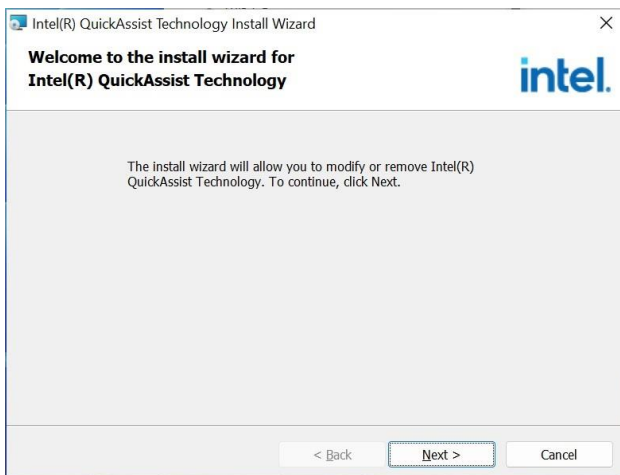 Intel(R) QuickAssist Technology Install Wizard
Welcome to the install wizard for
Intel(R) QuickAssist Technology
intel.
The install wizard will allow you to modify or remove Intel(R)
QuickAssist Technology. To continue, click Next.
< Back
Next >
Cancel